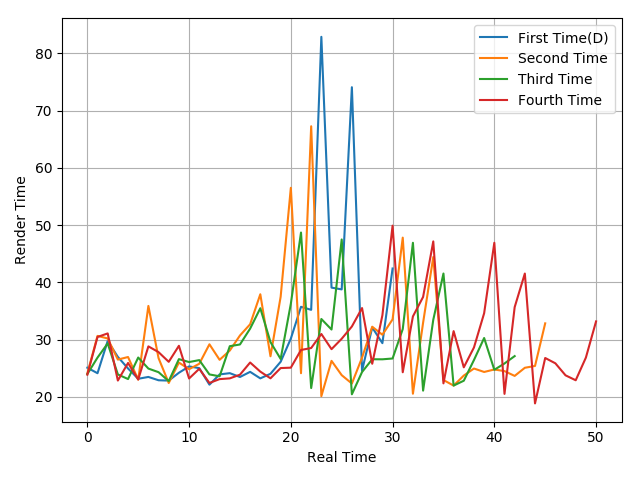 First Time(D)
Second Time
Third Time
Fourth Time
80
70
60
50
40
30
20
Render Time
0 10 20 30 40 50
Real Time